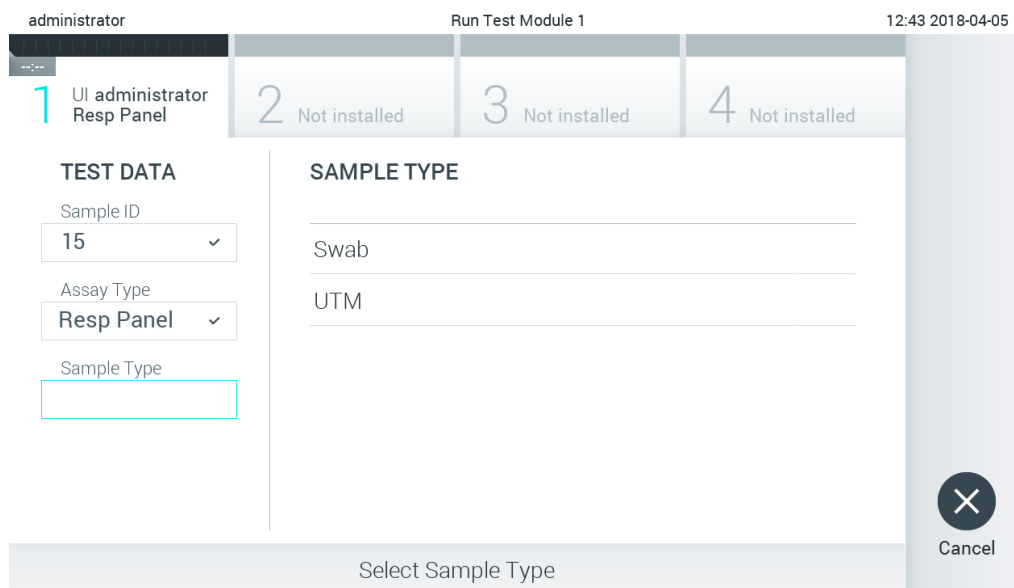 administrator
Run Test Module 1
12:43 2018-04-05
--:--
1 UI administrator
Resp Panel
2 Not installed
3 Not installed
4 Not installed
TEST DATA
Sample ID
15
Assay Type
Resp Panel
Sample Type
SAMPLE TYPE
Swab
UTM
Cancel
Select Sample Type